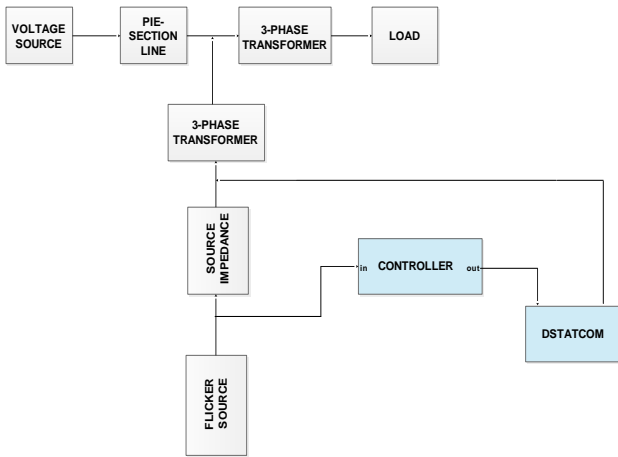 VOLTAGE
SOURCE
PIE-
SECTION
LINE
3-PHASE
TRANSFORMER
LOAD
3-PHASE
TRANSFORMER
SOURCE
IMPEDANCE
in
CONTROLLER
out
DSTATCOM
FLICKER
SOURCE